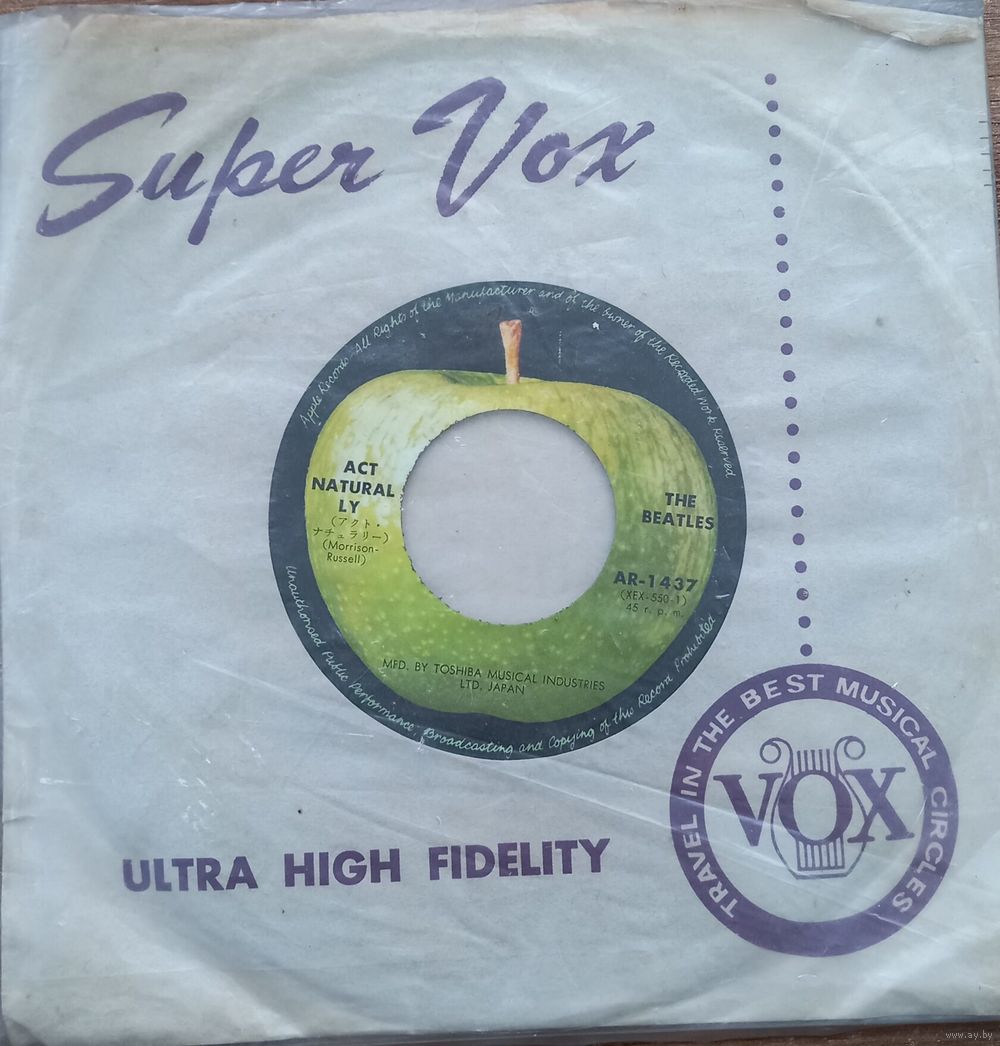 Super Vox
Apple Records-All Rights of the Manufacturer and of the Owner of the Recorded Work Reserved
ACT
NATURAL
LY
(アクト・
ナチュラリー)
(Morrison-
Russell)
THE
BEATLES
AR-1437
(XEX-550-1)
45 r. p. m.
MFD. BY TOSHIBA MUSICAL INDUSTRIES
LTD. JAPAN
Unauthorised Public Performance, Broadcasting and Copying of this Record Prohibited
ULTRA HIGH FIDELITY
TRAVEL IN THE BEST MUSICAL CIRCLES
VOX
www.ay.by